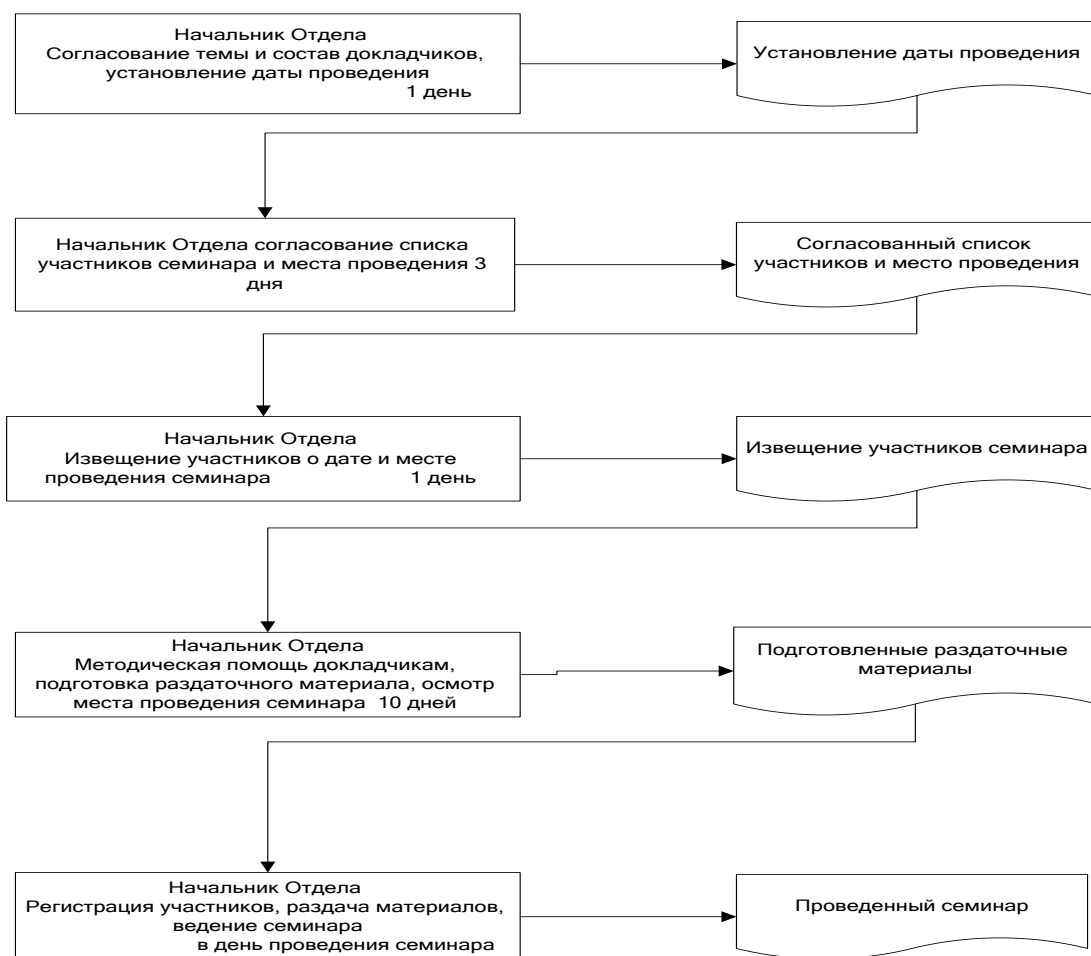 Начальник Отдела
Согласование темы и состав докладчиков,
установление даты проведения
1 день
Установление даты проведения
Начальник Отдела согласование списка
участников семинара и места проведения 3
дня
Согласованный список
участников и место проведения
Начальник Отдела
Извещение участников о дате и месте
проведения семинара 1 день
Извещение участников семинара
Начальник Отдела
Методическая помощь докладчикам,
подготовка раздаточного материала, осмотр
места проведения семинара 10 дней
Подготовленные раздаточные
материалы
Начальник Отдела
Регистрация участников, раздача материалов,
ведение семинара
в день проведения семинара
Проведенный семинар